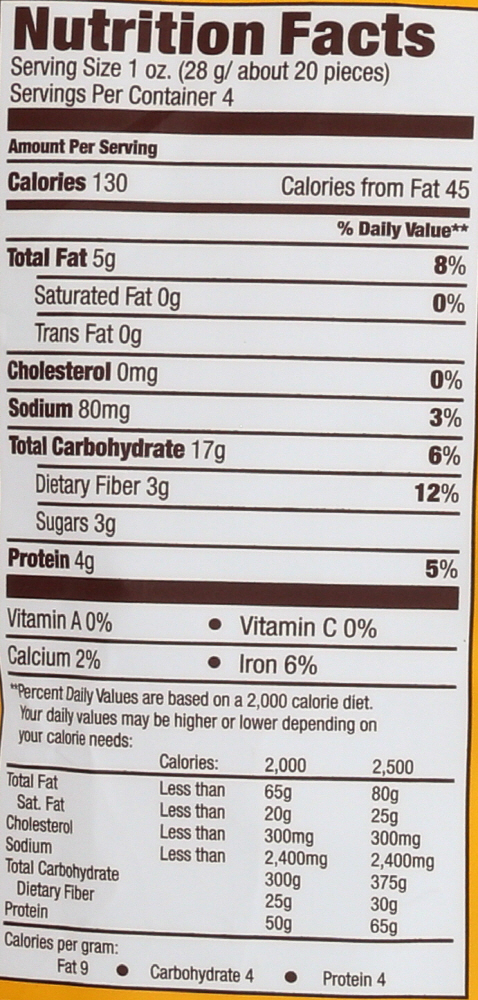 Nutrition Facts
Serving Size 1 oz. (28 g/ about 20 pieces)
Servings Per Container 4
Amount Per Serving
Calories 130 Calories from Fat 45
% Daily Value**
Total Fat 5g 8%
Saturated Fat 0g 0%
Trans Fat 0g
Cholesterol 0mg 0%
Sodium 80mg 3%
Total Carbohydrate 17g 6%
Dietary Fiber 3g 12%
Sugars 3g
Protein 4g 5%
Vitamin A 0% • Vitamin C 0%
Calcium 2% • Iron 6%
**Percent Daily Values are based on a 2,000 calorie diet.
Your daily values may be higher or lower depending on
your calorie needs:
Calories: 2,000 2,500
Total Fat Less than 65g 80g
Sat. Fat Less than 20g 25g
Cholesterol Less than 300mg 300mg
Sodium Less than 2,400mg 2,400mg
Total Carbohydrate 300g 375g
Dietary Fiber 25g 30g
Protein 50g 65g
Calories per gram:
Fat 9 • Carbohydrate 4 • Protein 4